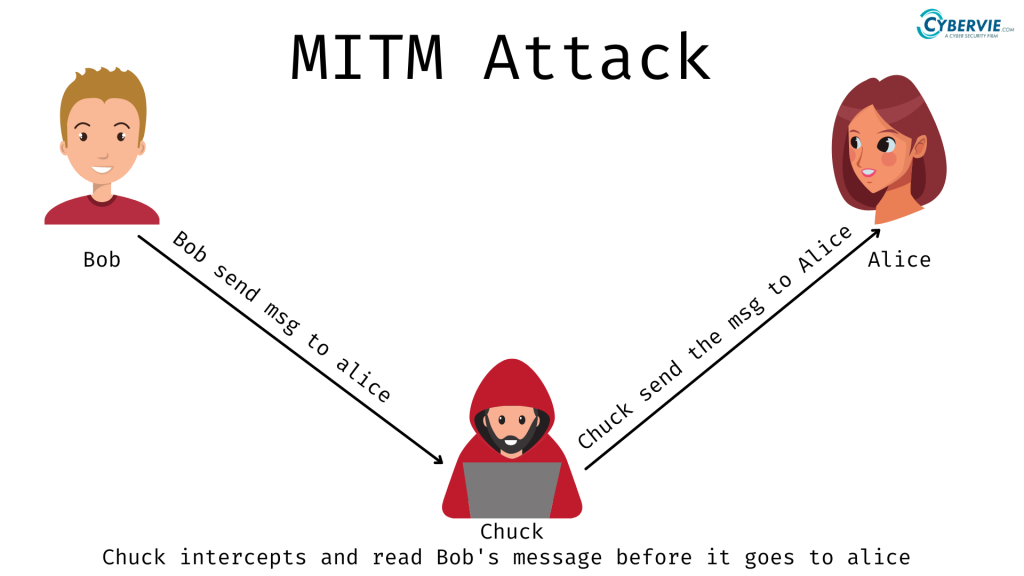 MITM Attack
CYBERVIE.COM
A CYBER SECURITY FIRM
Bob
Alice
Bob send msg to alice
Chuck send the msg to Alice
Chuck
Chuck intercepts and read Bob's message before it goes to alice